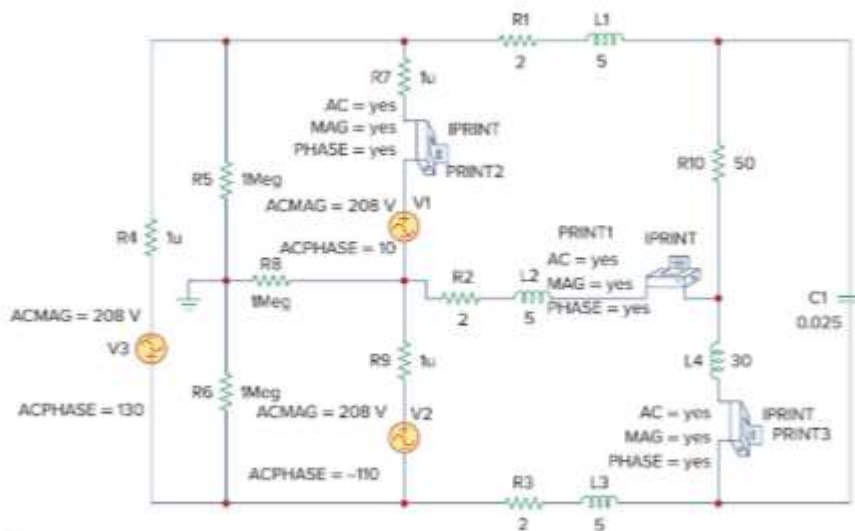 R1
L1
2
5
R7
1u
AC = yes
MAG = yes
PHASE = yes
IPRINT
PRINT2
R5
1Meg
R10
50
R4
1u
ACMAG = 208 V
V1
ACPHASE = 10
PRINT1
IPRINT
AC = yes
MAG = yes
PHASE = yes
R8
1Meg
R2
2
L2
5
C1
0.025
ACMAG = 208 V
V3
ACPHASE = 130
R6
1Meg
R9
1u
ACMAG = 208 V
V2
ACPHASE = -110
L4
30
AC = yes
MAG = yes
PHASE = yes
IPRINT
PRINT3
R3
L3
2
5